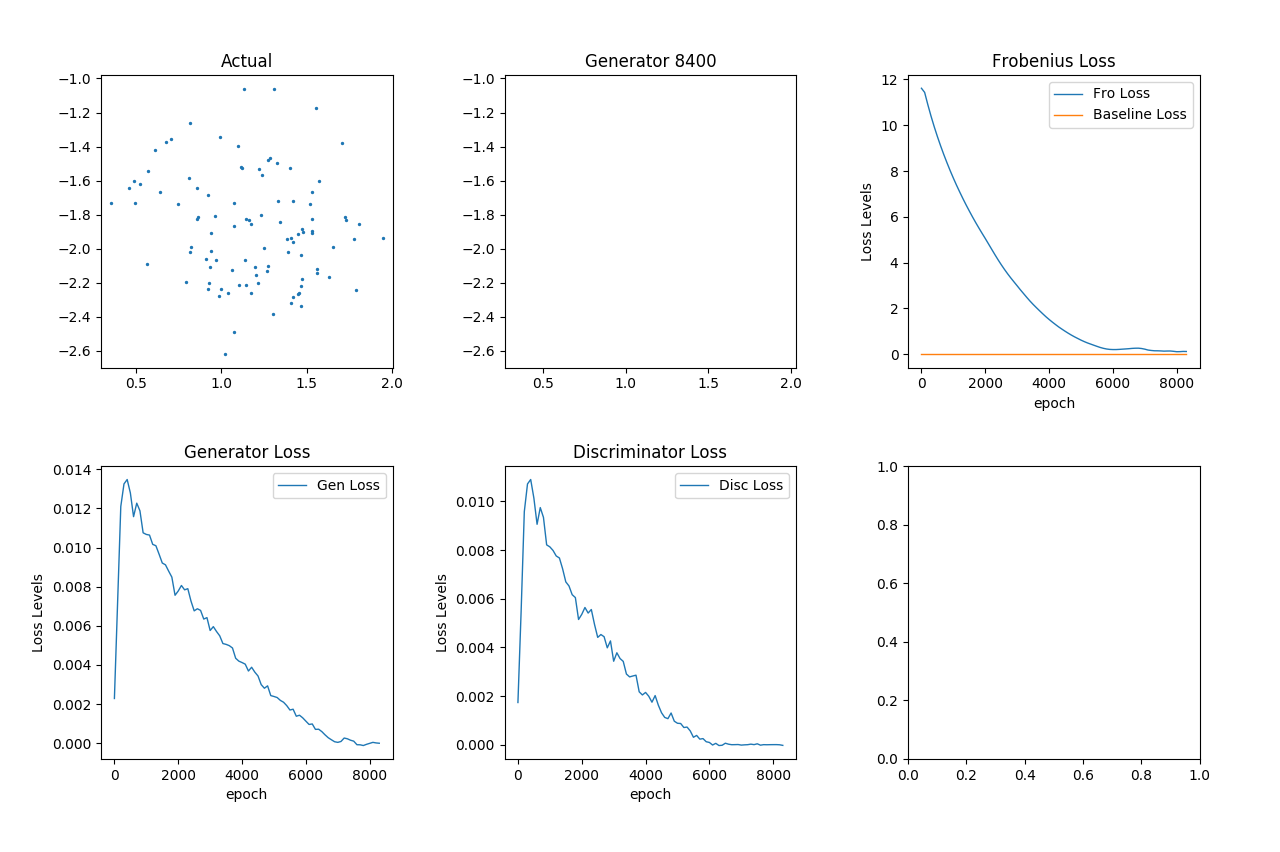 Actual
−1.0
−1.2
−1.4
−1.6
−1.8
−2.0
−2.2
−2.4
−2.6
0.5 1.0 1.5 2.0
Generator 8400
−1.0
−1.2
−1.4
−1.6
−1.8
−2.0
−2.2
−2.4
−2.6
0.5 1.0 1.5 2.0
Frobenius Loss
Fro Loss
Baseline Loss
Loss Levels
12
10
8
6
4
2
0
0 2000 4000 6000 8000
epoch
Generator Loss
Gen Loss
Loss Levels
0.014
0.012
0.010
0.008
0.006
0.004
0.002
0.000
0 2000 4000 6000 8000
epoch
Discriminator Loss
Disc Loss
Loss Levels
0.010
0.008
0.006
0.004
0.002
0.000
0 2000 4000 6000 8000
epoch
1.0
0.8
0.6
0.4
0.2
0.0
0.0 0.2 0.4 0.6 0.8 1.0